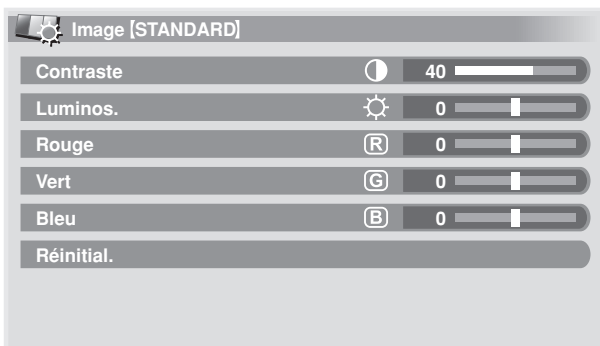 Image [STANDARD]
Contraste 40
Luminos. 0
Rouge R 0
Vert G 0
Bleu B 0
Réinitial.